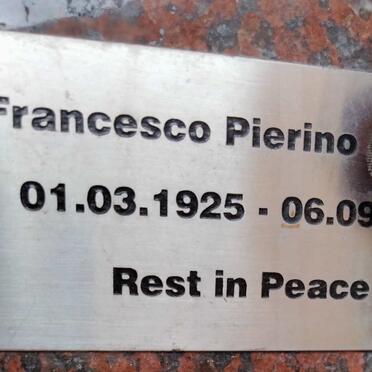 Francesco Pierino
01.03.1925 - 06.09
Rest in Peace